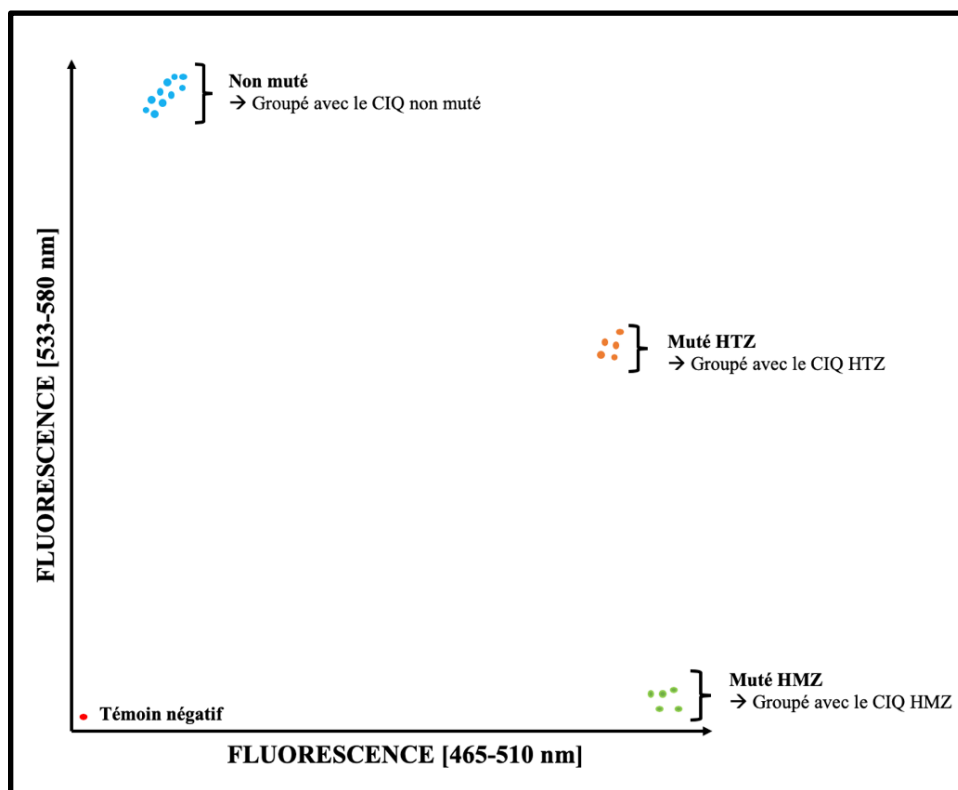 Non muté
→ Groupé avec le CIQ non muté
FLUORESCENCE [533-580 nm]
Muté HTZ
→ Groupé avec le CIQ HTZ
Muté HMZ
→ Groupé avec le CIQ HMZ
Témoin négatif
FLUORESCENCE [465-510 nm]